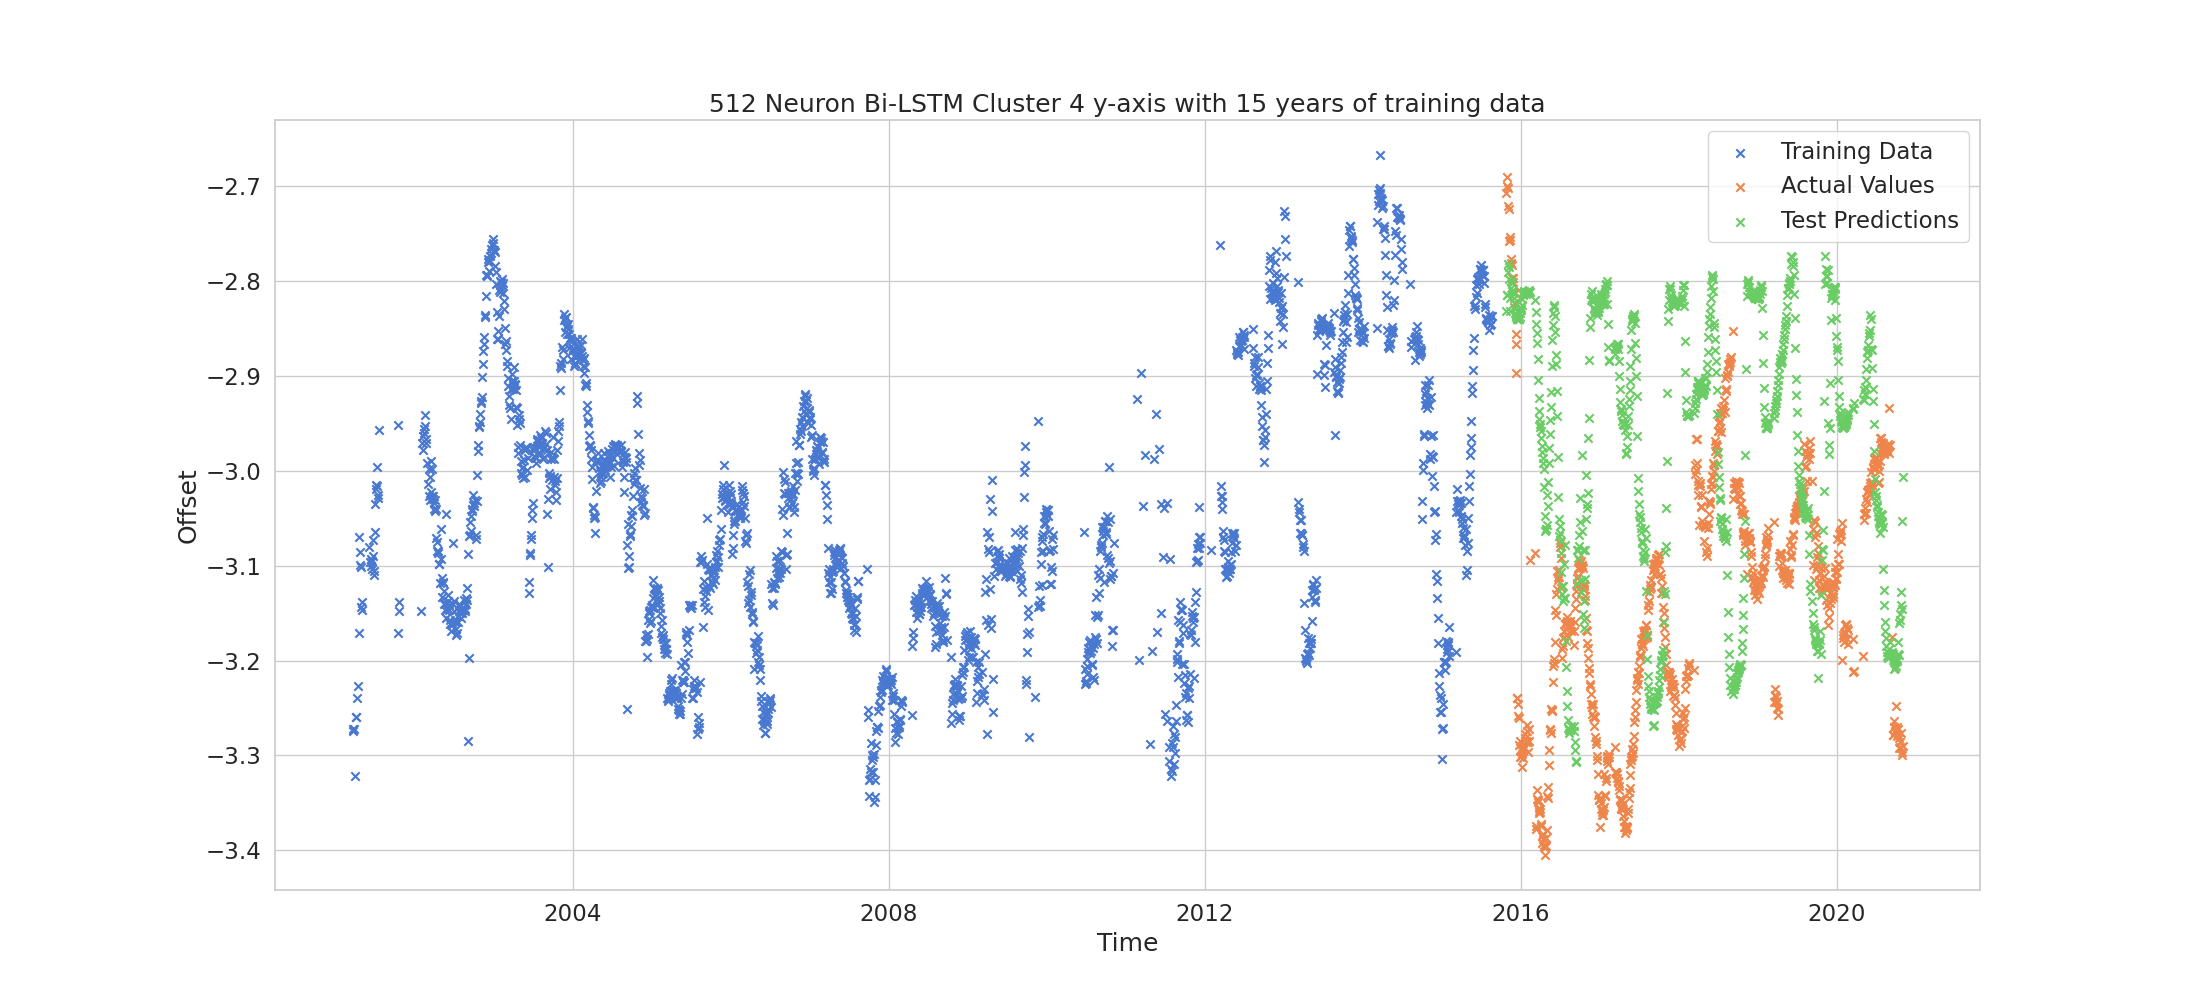 512 Neuron Bi-LSTM Cluster 4 y-axis with 15 years of training data
Training Data
Actual Values
Test Predictions
−2.7
−2.8
−2.9
−3.0
−3.1
−3.2
−3.3
−3.4
Offset
2004 2008 2012 2016 2020
Time